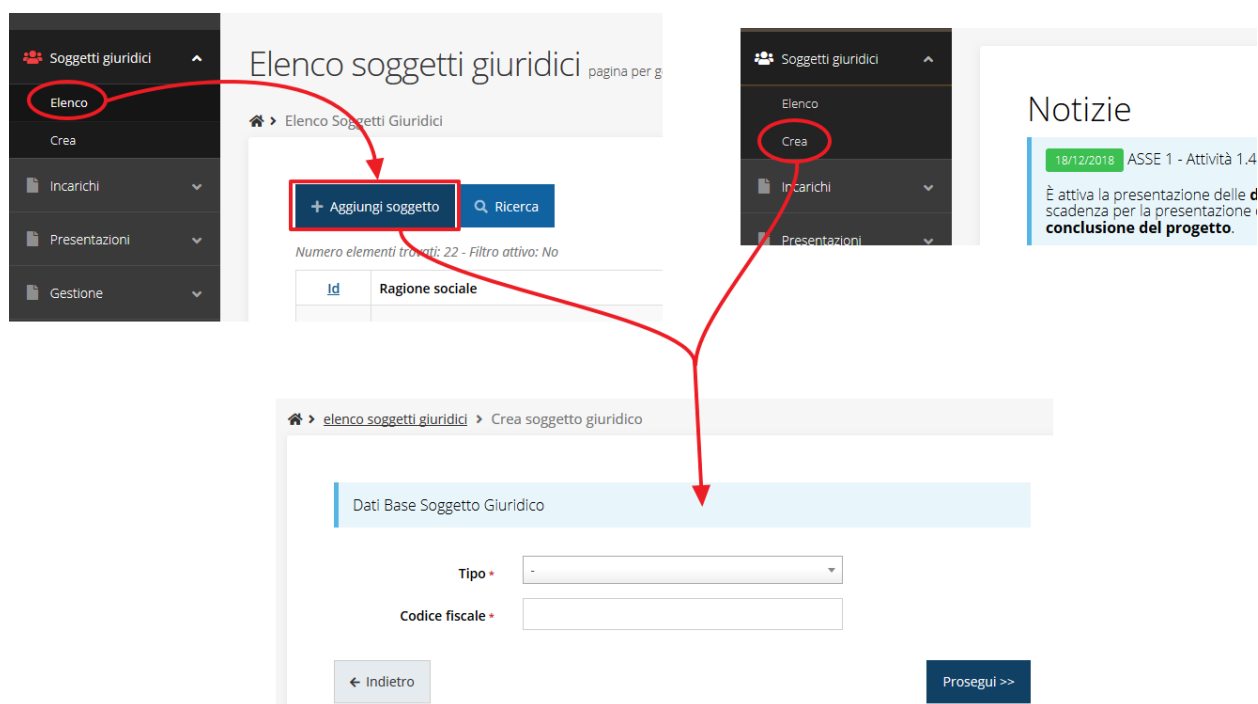 Soggetti giuridici
Elenco
Crea
Incarichi
Presentazioni
Gestione
Elenco soggetti giuridici pagina per g
> Elenco Soggetti Giuridici
+ Aggiungi soggetto
Ricerca
Numero elementi trovati: 22 - Filtro attivo: No
Id Ragione sociale
Soggetti giuridici
Elenco
Crea
Incarichi
Presentazioni
Notizie
18/12/2018 ASSE 1 - Attività 1.4
È attiva la presentazione delle d
scadenza per la presentazione
conclusione del progetto.
> elenco soggetti giuridici > Crea soggetto giuridico
Dati Base Soggetto Giuridico
Tipo * -
Codice fiscale *
← Indietro
Prosegui >>